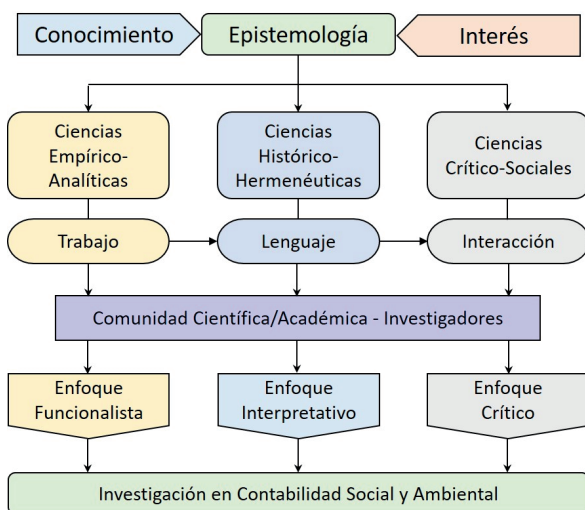 Conocimiento
Epistemología
Interés
Ciencias
Empírico-
Analíticas
Ciencias
Histórico-
Hermenéuticas
Ciencias
Crítico-Sociales
Trabajo
Lenguaje
Interacción
Comunidad Científica/Académica - Investigadores
Enfoque
Funcionalista
Enfoque
Interpretativo
Enfoque
Crítico
Investigación en Contabilidad Social y Ambiental